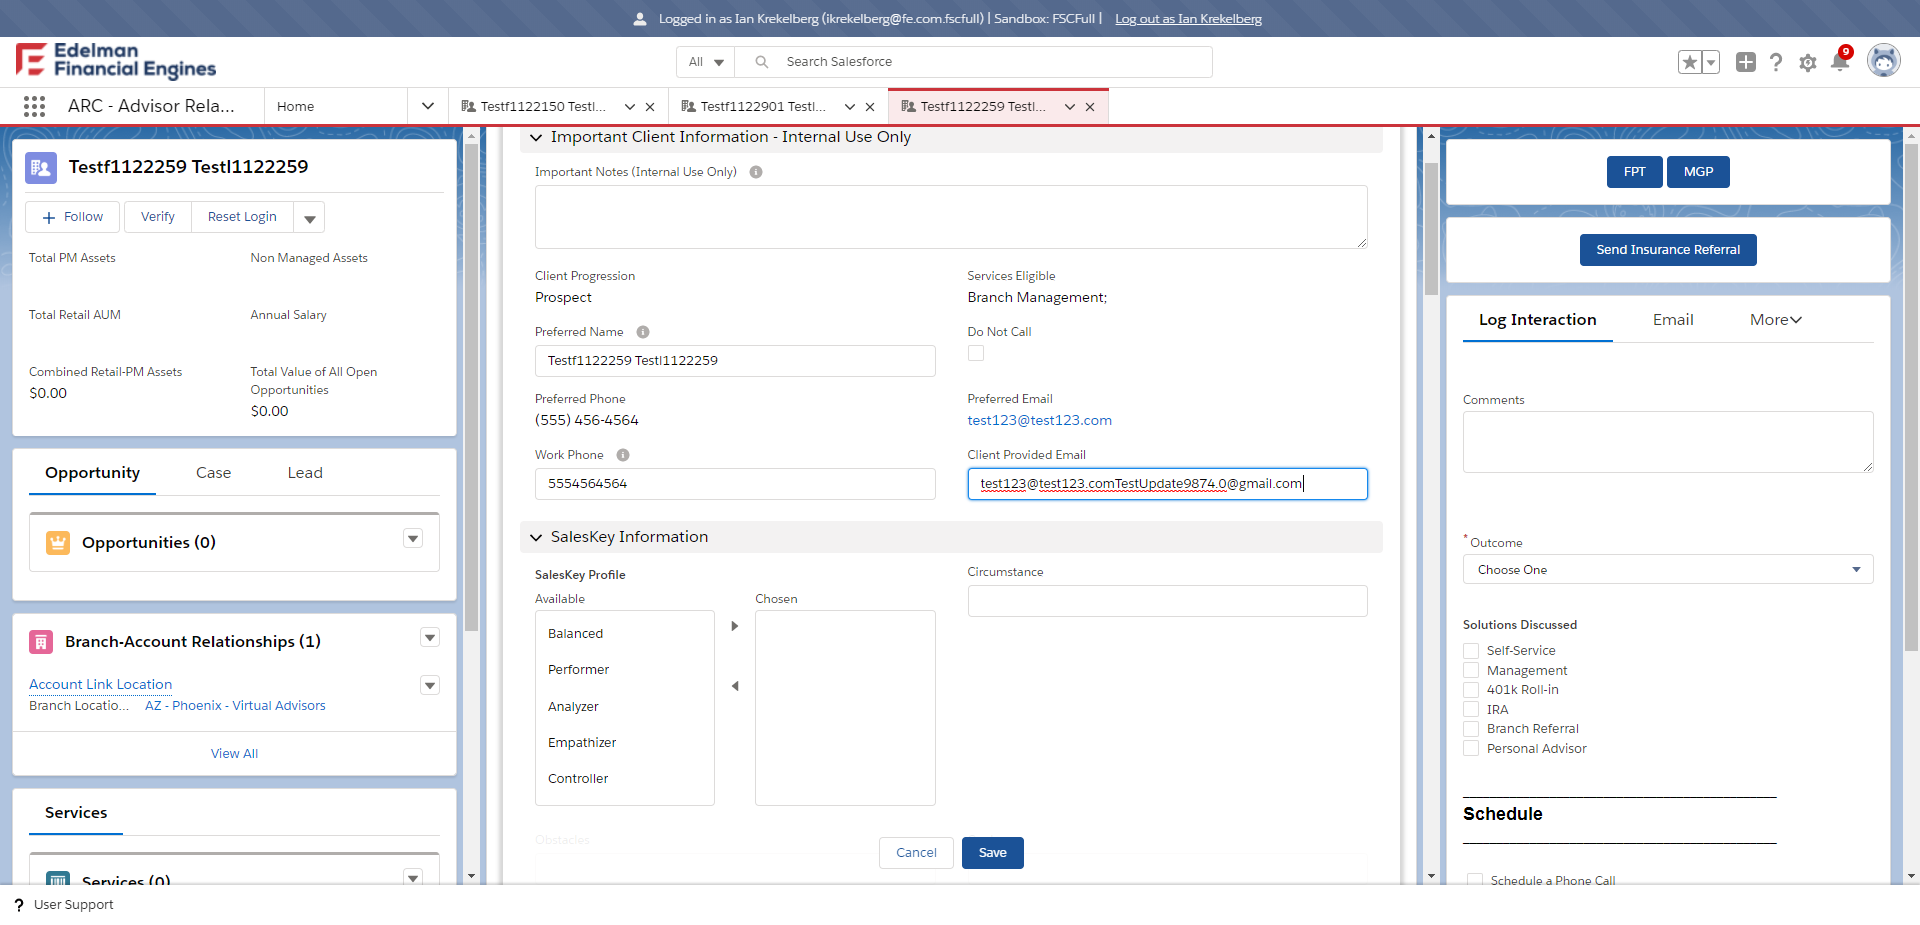 Logged in as Ian Krekelberg (ikrekelberg@fe.com.fscfull) | Sandbox: FSCFull | Log out as Ian Krekelberg
Edelman
Financial Engines
All
Search Salesforce
9
ARC - Advisor Rela...
Home
Testf1122150 Testl...
Testf1122901 Testl...
Testf1122259 Testl...
Testf1122259 Testl1122259
Follow
Verify
Reset Login
Total PM Assets
Non Managed Assets
Total Retail AUM
Annual Salary
Combined Retail-PM Assets
$0.00
Total Value of All Open
Opportunities
$0.00
Opportunity
Case
Lead
Opportunities (0)
Branch-Account Relationships (1)
Account Link Location
Branch Locatio...
AZ - Phoenix - Virtual Advisors
View All
Services
Services (0)
Important Client Information - Internal Use Only
Important Notes (Internal Use Only)
Client Progression
Prospect
Services Eligible
Branch Management;
Preferred Name
Testf1122259 Testl1122259
Do Not Call
Preferred Phone
(555) 456-4564
Preferred Email
test123@test123.com
Work Phone
5554564564
Client Provided Email
test123@test123.comTestUpdate9874.0@gmail.com
SalesKey Information
SalesKey Profile
Available
Chosen
Balanced
Performer
Analyzer
Empathizer
Controller
Circumstance
Obstacles
Cancel
Save
FPT
MGP
Send Insurance Referral
Log Interaction
Email
More
Comments
* Outcome
Choose One
Solutions Discussed
Self-Service
Management
401k Roll-in
IRA
Branch Referral
Personal Advisor
Schedule
Schedule a Phone Call
? User Support